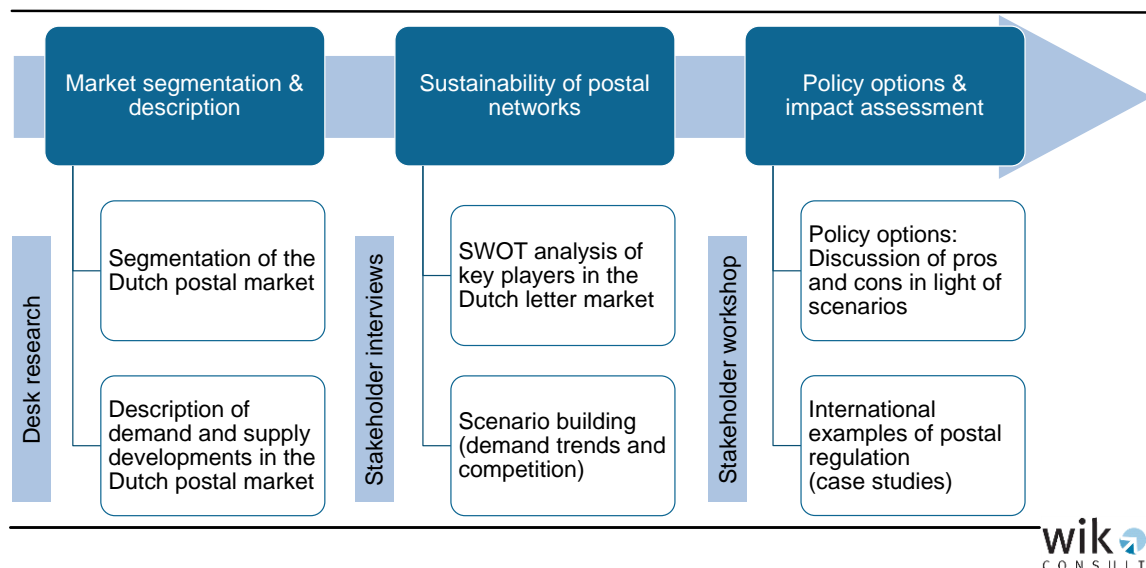 Market segmentation &
description
Sustainability of postal
networks
Policy options &
impact assessment
Desk research
Segmentation of the
Dutch postal market
Description of
demand and supply
developments in the
Dutch postal market
Stakeholder interviews
SWOT analysis of
key players in the
Dutch letter market
Scenario building
(demand trends and
competition)
Stakeholder workshop
Policy options:
Discussion of pros
and cons in light of
scenarios
International
examples of postal
regulation
(case studies)
wik
CONSULT